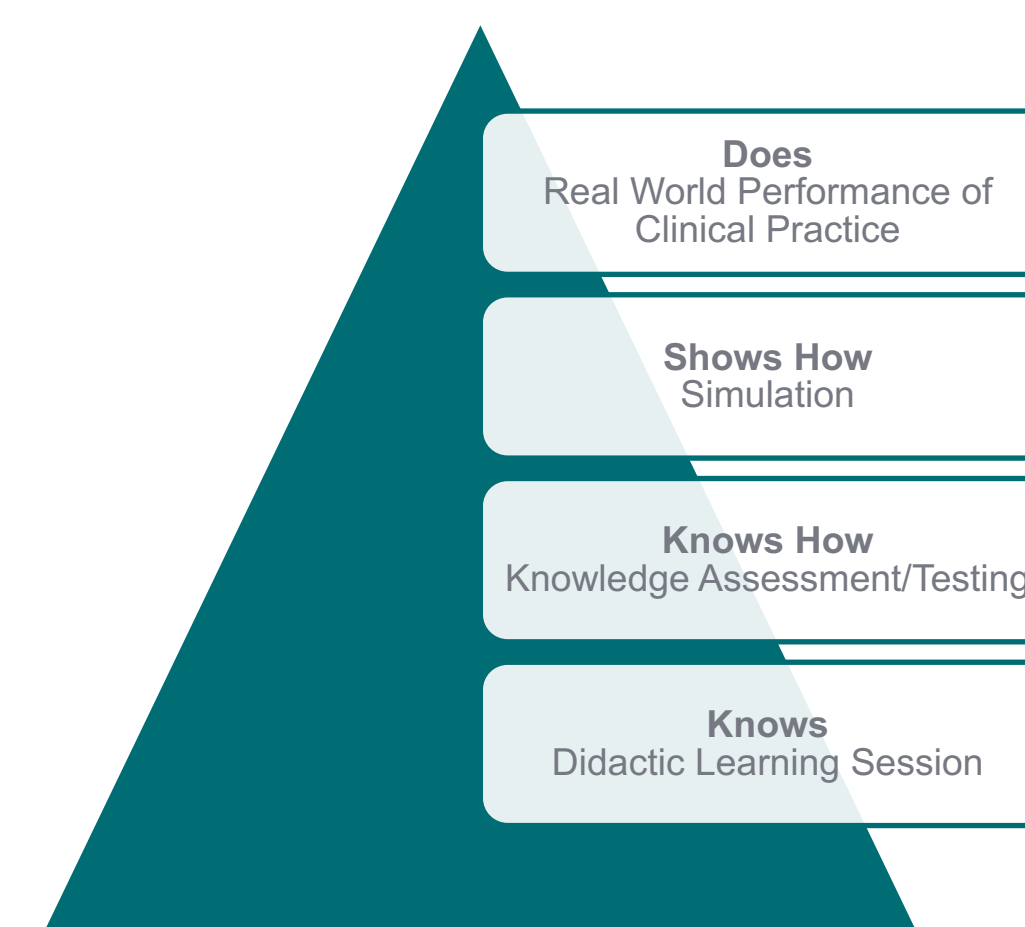 Does
Real World Performance of
Clinical Practice
Shows How
Simulation
Knows How
Knowledge Assessment/Testing
Knows
Didactic Learning Session